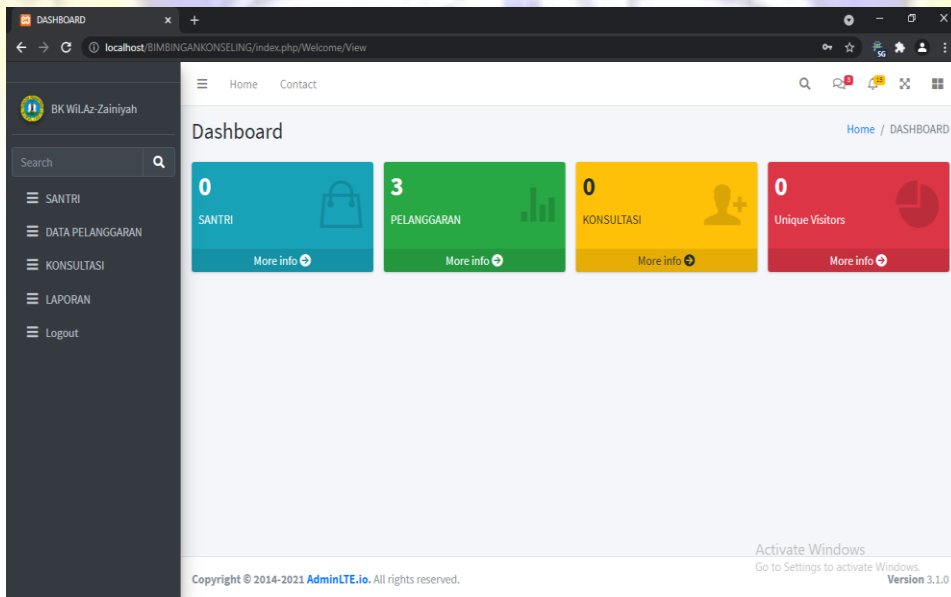 DASHBOARD
localhost/BIMBINGANKONSELING/index.php/Welcome/View
SG
BK Wil.Az-Zainiyah
Home Contact
3
15
Dashboard
Home / DASHBOARD
Search
SANTRI
DATA PELANGGARAN
KONSULTASI
LAPORAN
Logout
0
SANTRI
More info
3
PELANGGARAN
More info
0
KONSULTASI
More info
0
Unique Visitors
More info
Activate Windows
Go to Settings to activate Windows.
Copyright © 2014-2021 AdminLTE.io. All rights reserved.
Version 3.1.0